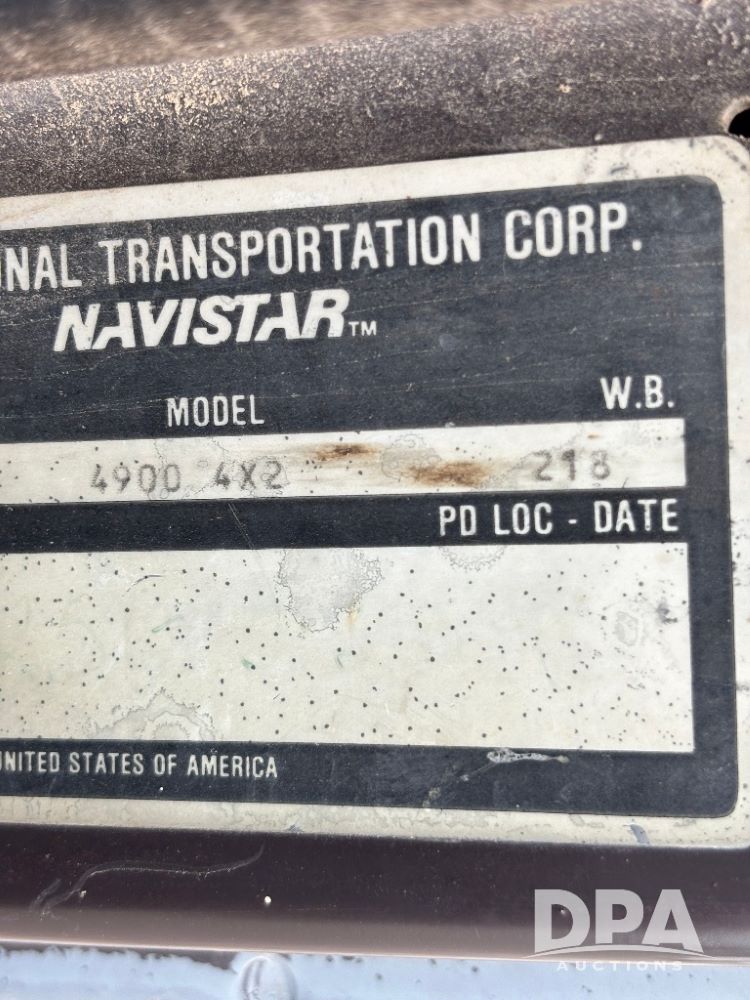 NAL TRANSPORTATION CORP.
NAVISTAR™
MODEL W.B.
4900 4X2 218
PD LOC - DATE
UNITED STATES OF AMERICA
DPA
AUCTIONS